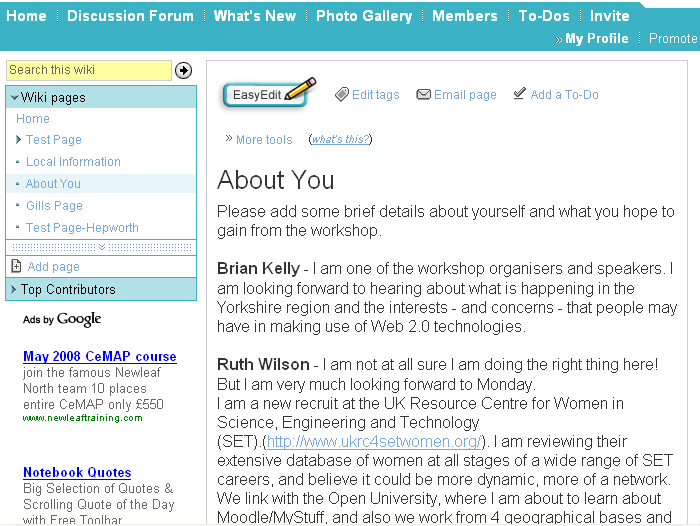 Home Discussion Forum What's New Photo Gallery Members To-Dos Invite
» My Profile Promote
Search this wiki
Wiki pages
Home
Test Page
Local Information
About You
Gills Page
Test Page-Hepworth
Add page
Top Contributors
Ads by Google
May 2008 CeMAP course
join the famous Newleaf
North team 10 places
entire CeMAP only £550
www.newleaftraining.com
Notebook Quotes
Big Selection of Quotes &
Scrolling Quote of the Day
with Free Toolbar
EasyEdit Edit tags Email page Add a To-Do
» More tools (what's this?)
About You
Please add some brief details about yourself and what you hope to
gain from the workshop.
Brian Kelly - I am one of the workshop organisers and speakers. I
am looking forward to hearing about what is happening in the
Yorkshire region and the interests - and concerns - that people may
have in making use of Web 2.0 technologies.
Ruth Wilson - I am not at all sure I am doing the right thing here!
But I am very much looking forward to Monday.
I am a new recruit at the UK Resource Centre for Women in
Science, Engineering and Technology
(SET).(http://www.ukrc4setwomen.org/). I am reviewing their
extensive database of women at all stages of a wide range of SET
careers, and believe it could be more dynamic, more of a network.
We link with the Open University, where I am about to learn about
Moodle/MyStuff, and also we work from 4 geographical bases and